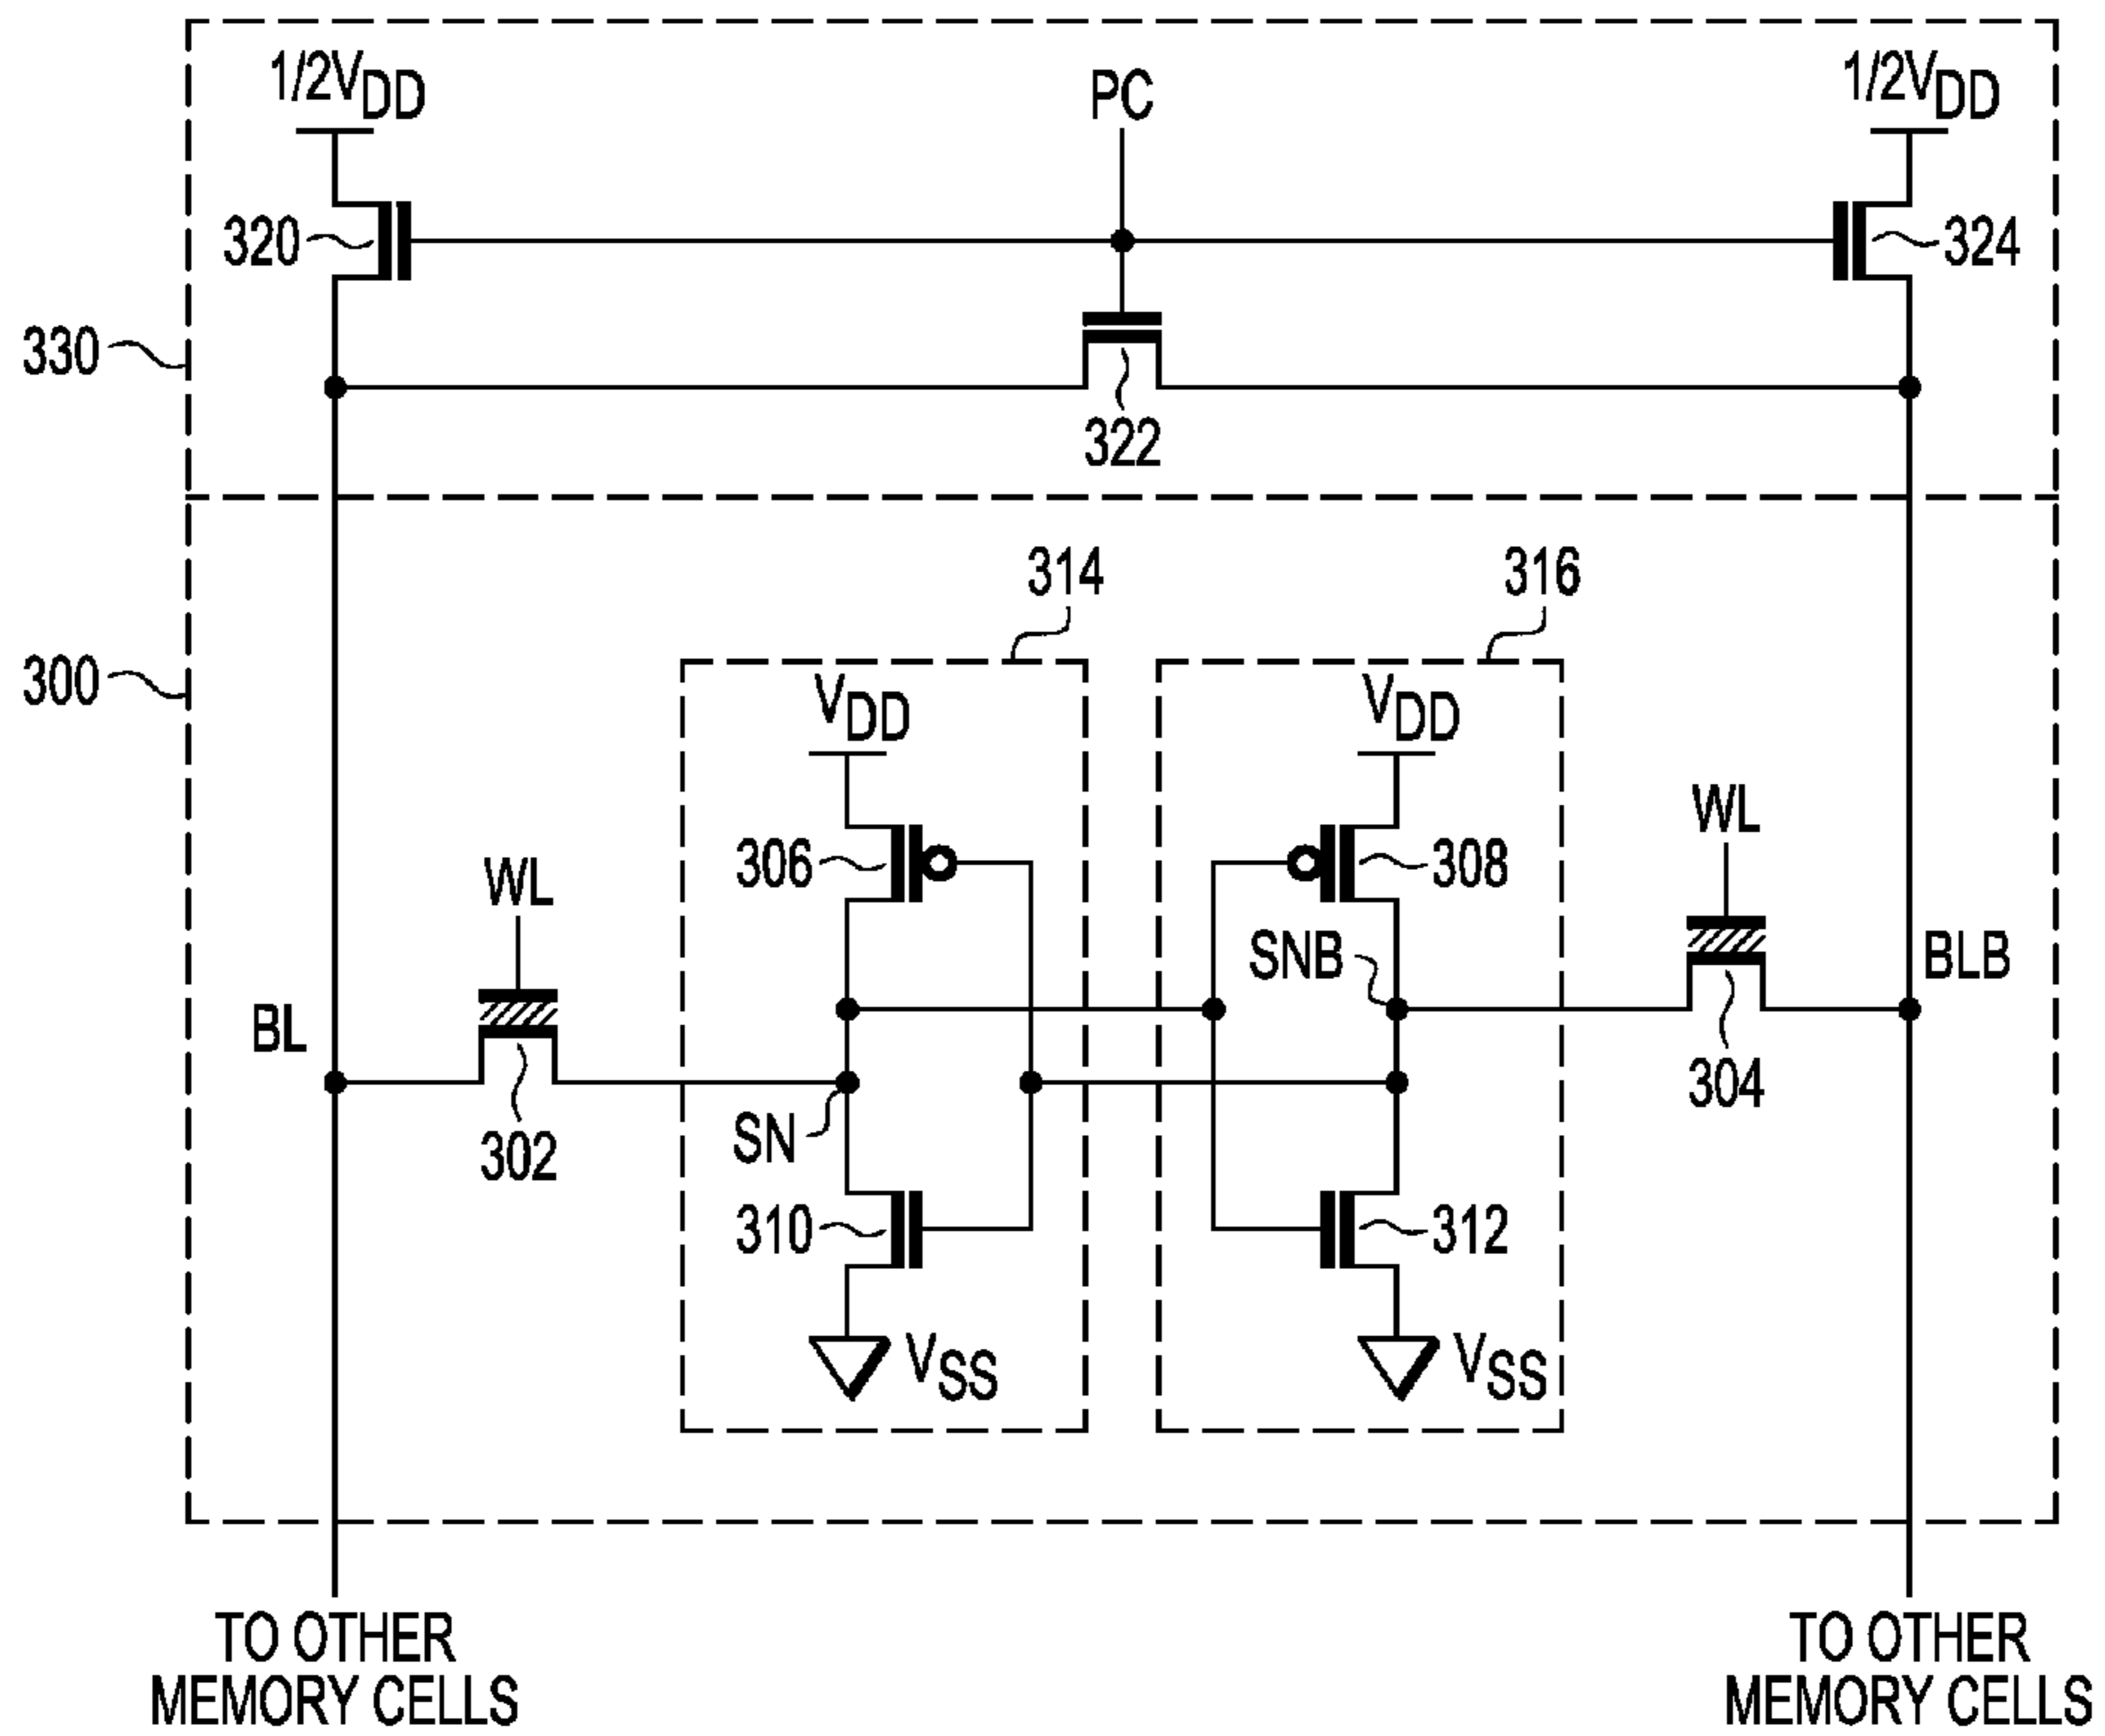 1/2VDD
PC
1/2VDD
320
324
330
322
314
316
300
VDD
VDD
WL
306
308
WL
SNB
BLB
BL
304
SN
302
310
312
VSS
VSS
TO OTHER
MEMORY CELLS
TO OTHER
MEMORY CELLS